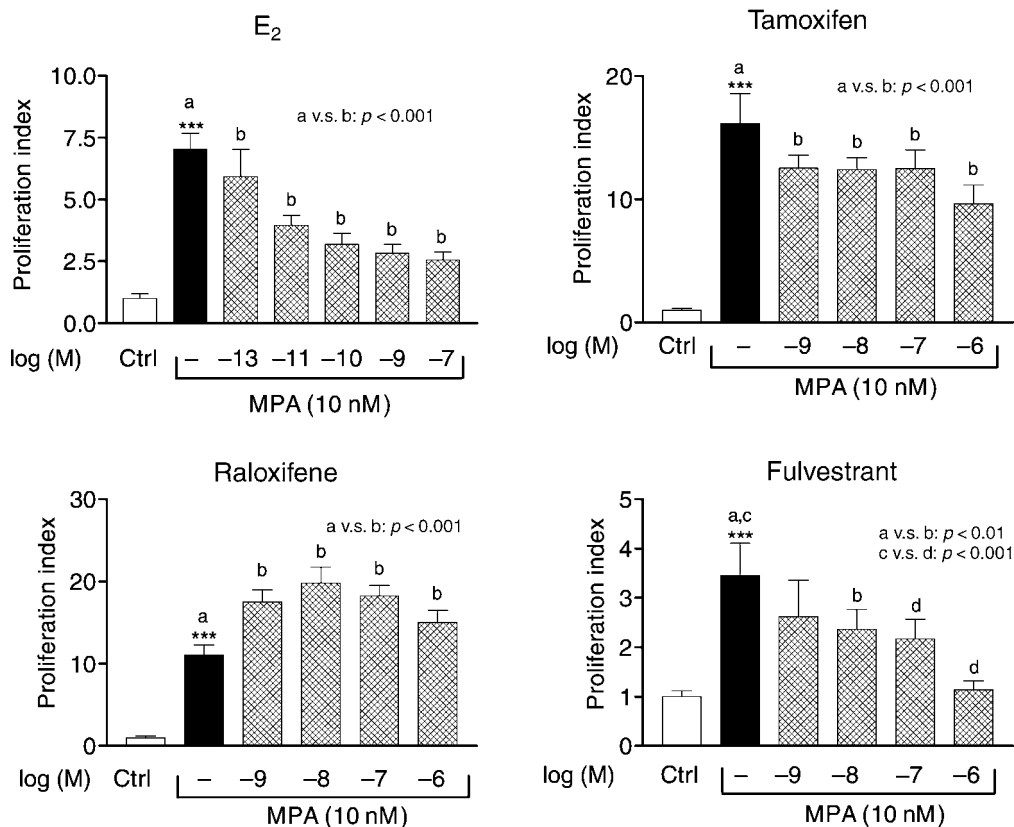 E₂
10.0
7.5
5.0
2.5
0.0
Proliferation index
a v.s. b: p < 0.001
a
***
b
b
b
b
b
log (M) Ctrl – –13 –11 –10 –9 –7
MPA (10 nM)
Tamoxifen
20
10
0
Proliferation index
a v.s. b: p < 0.001
a
***
b
b
b
b
log (M) Ctrl – –9 –8 –7 –6
MPA (10 nM)
Raloxifene
30
20
10
0
Proliferation index
a v.s. b: p < 0.001
a
***
b
b
b
b
log (M) Ctrl – –9 –8 –7 –6
MPA (10 nM)
Fulvestrant
5
4
3
2
1
0
Proliferation index
a v.s. b: p < 0.01
c v.s. d: p < 0.001
a,c
***
b
d
d
log (M) Ctrl – –9 –8 –7 –6
MPA (10 nM)